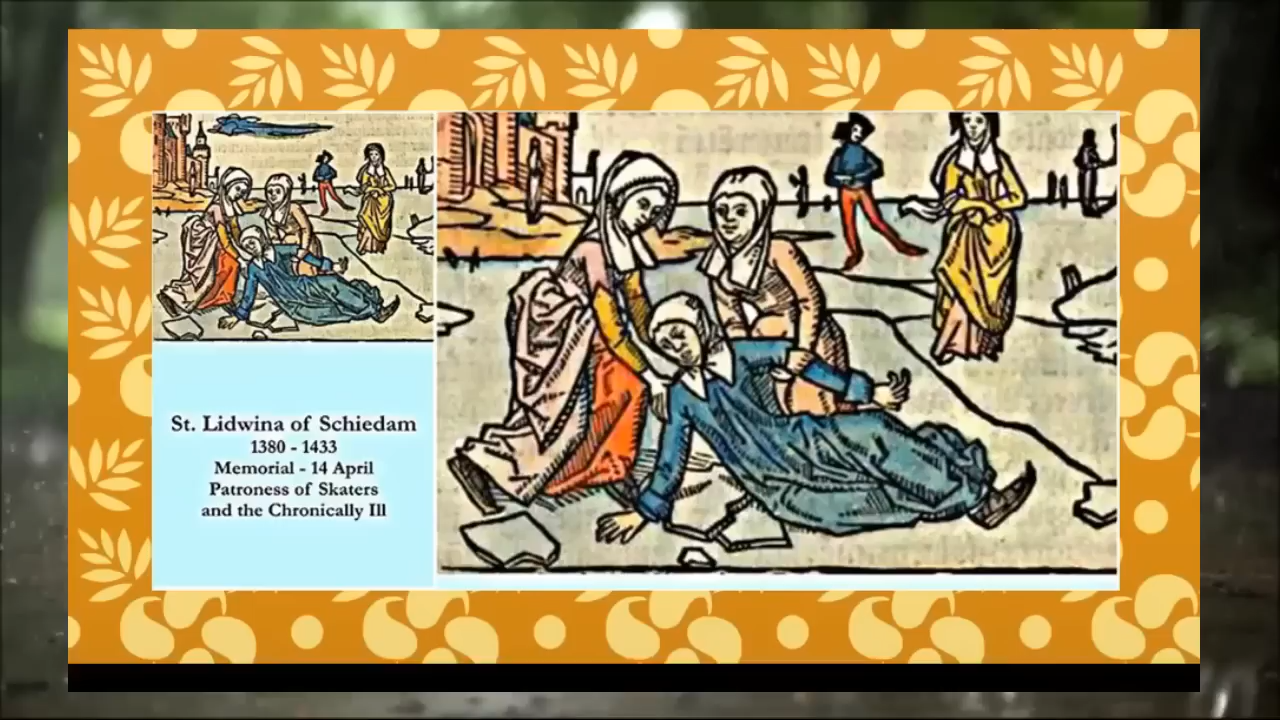 St. Lidwina of Schiedam
1380 - 1433
Memorial - 14 April
Patroness of Skaters
and the Chronically Ill